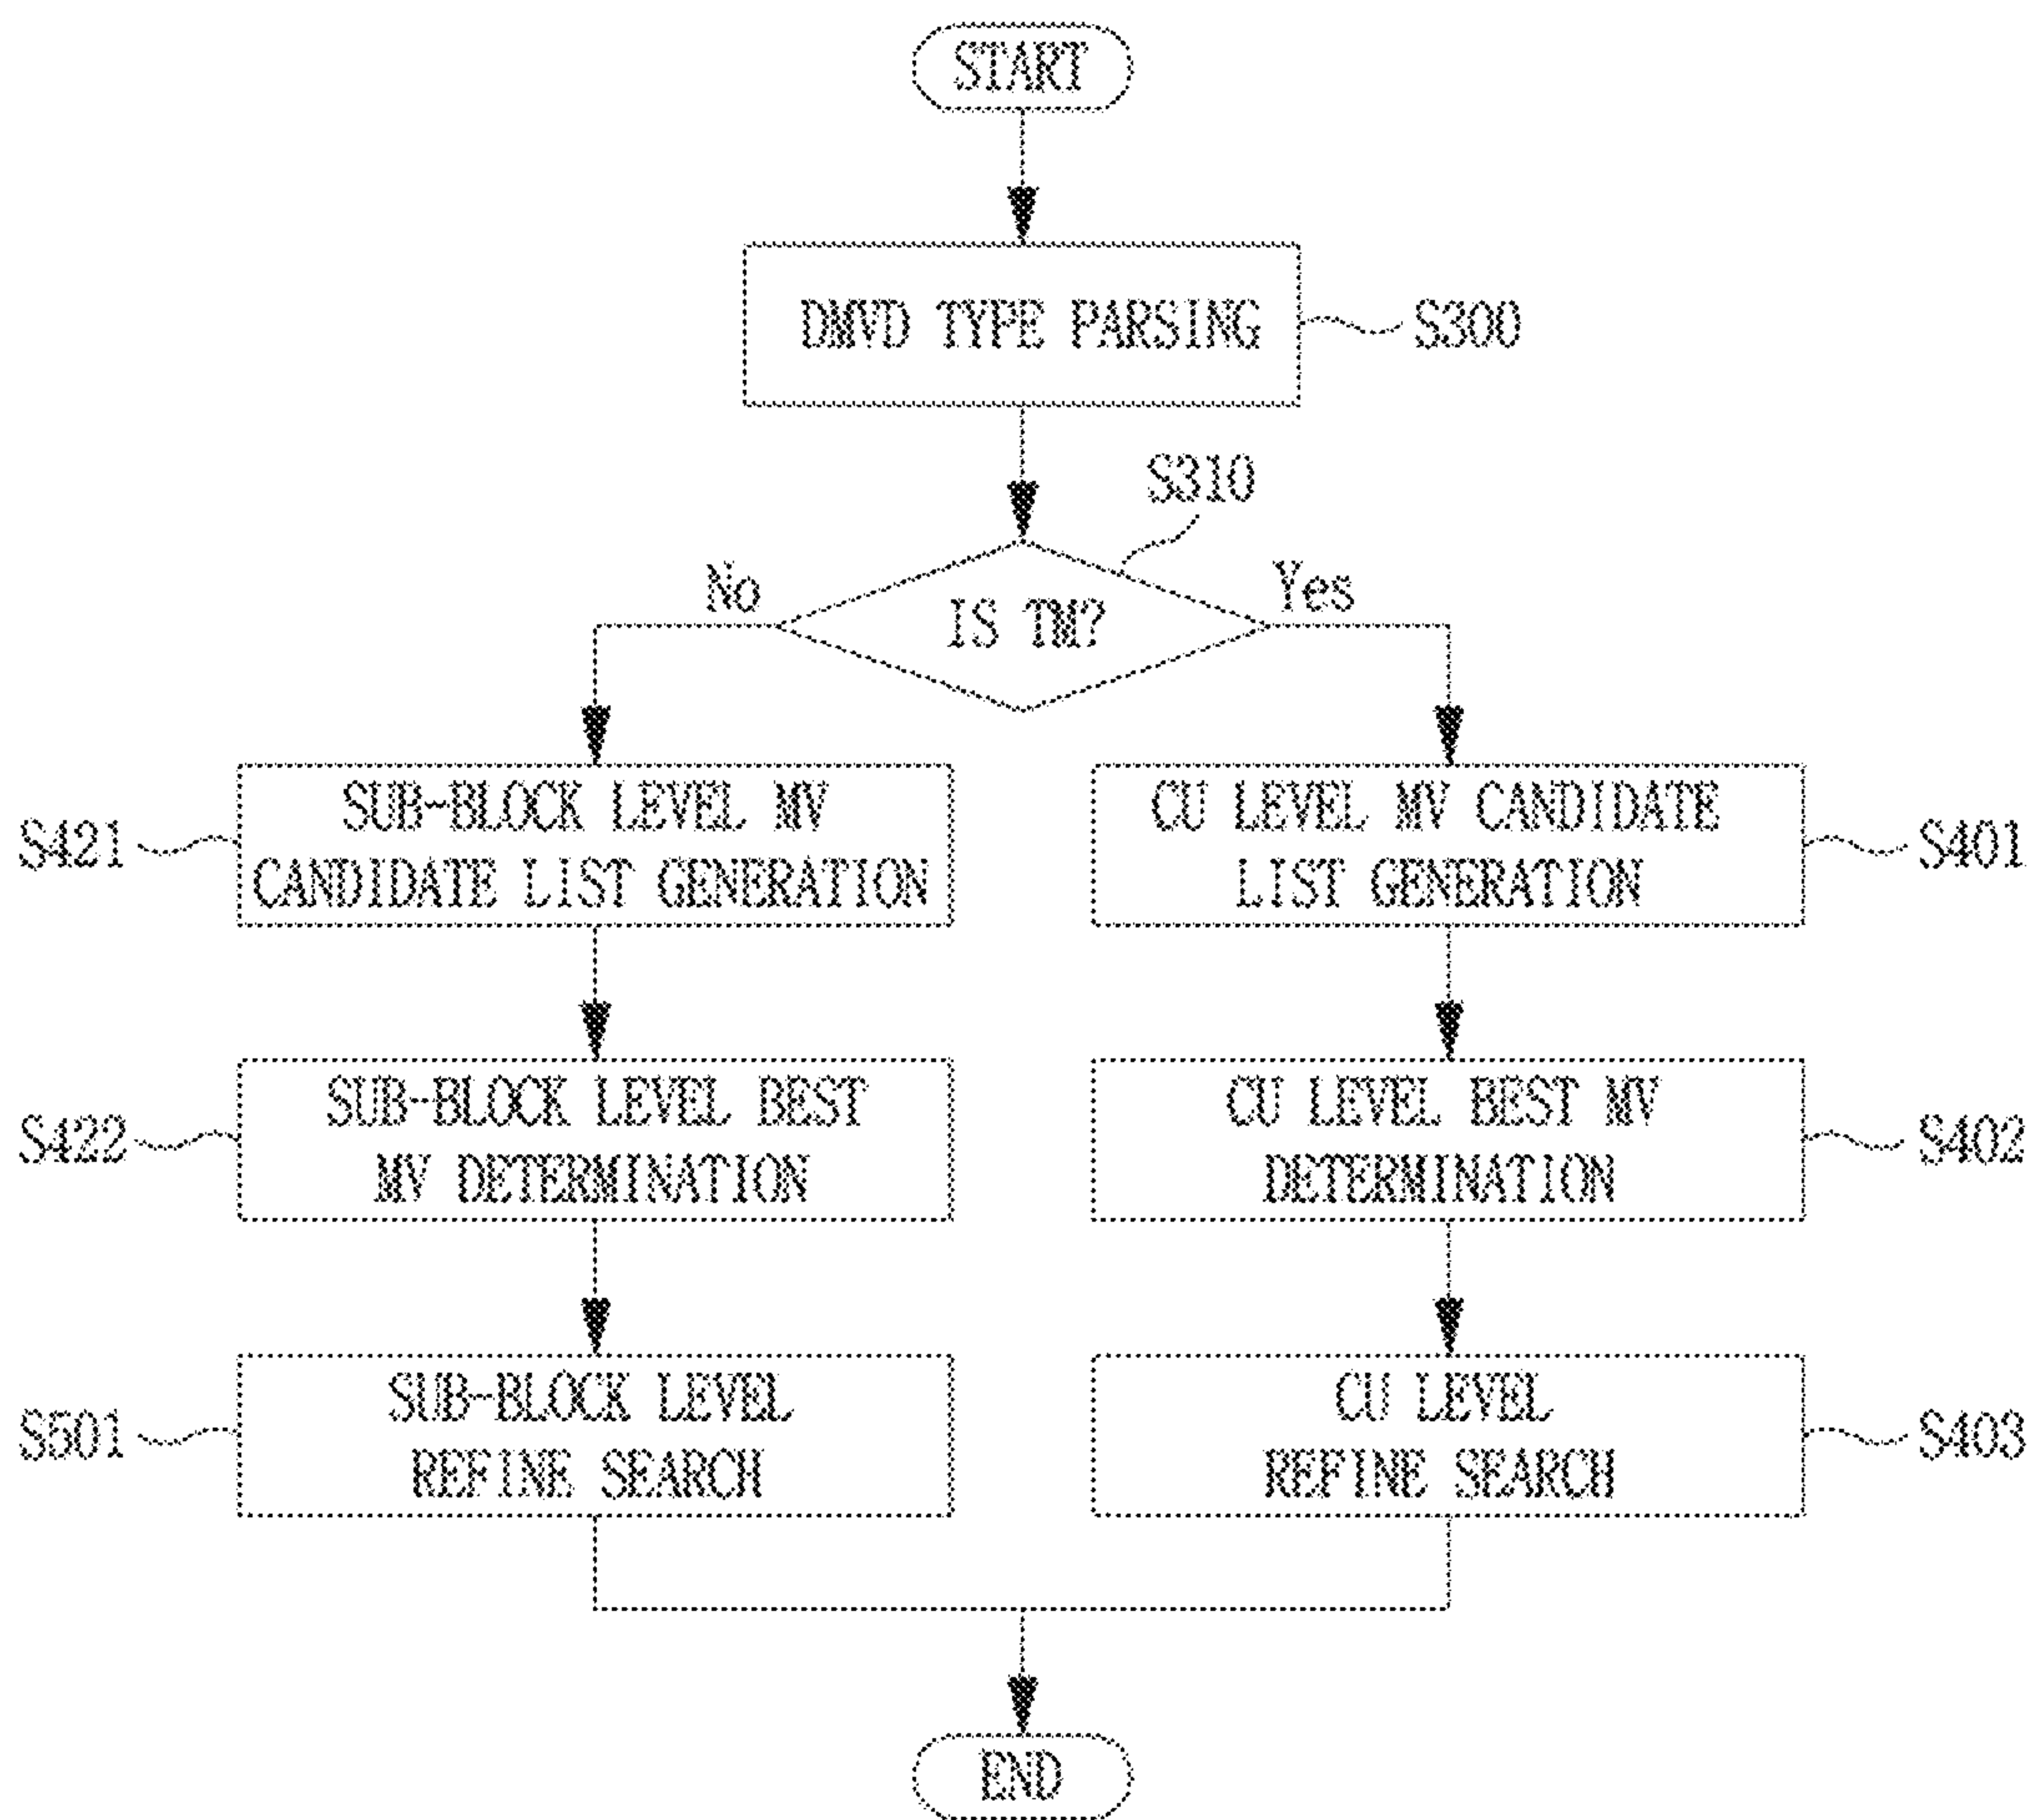 START
DMVD TYPE PARSING
S300
S310
No
Yes
IS TM?
SUB-BLOCK LEVEL MV
CANDIDATE LIST GENERATION
S421
CU LEVEL MV CANDIDATE
LIST GENERATION
S401
SUB-BLOCK LEVEL BEST
MV DETERMINATION
S422
CU LEVEL BEST MV
DETERMINATION
S402
SUB-BLOCK LEVEL
REFINE SEARCH
S501
CU LEVEL
REFINE SEARCH
S403
END